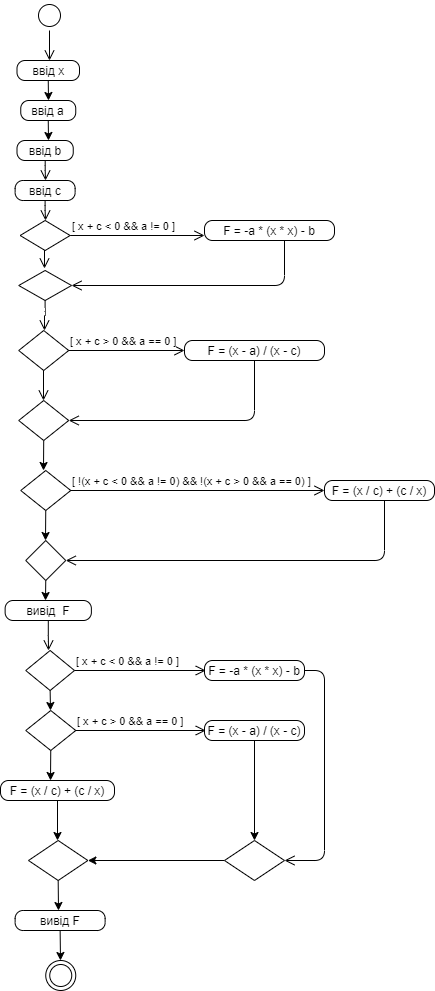 ввід x
ввід a
ввід b
ввід c
[ x + c < 0 && a != 0 ]
F = -a * (x * x) - b
[ x + c > 0 && a == 0 ]
F = (x - a) / (x - c)
[ !(x + c < 0 && a != 0) && !(x + c > 0 && a == 0) ]
F = (x / c) + (c / x)
вивід  F
[ x + c < 0 && a != 0 ]
F = -a * (x * x) - b
[ x + c > 0 && a == 0 ]
F = (x - a) / (x - c)
F = (x / c) + (c / x)
вивід F